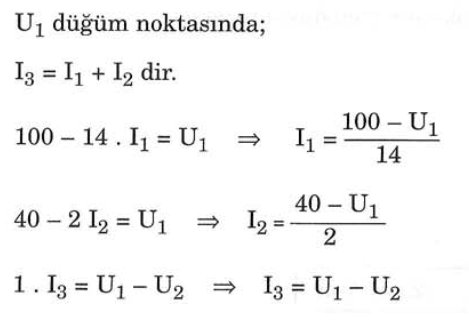 U₁ düğüm noktasında;
I₃ = I₁ + I₂ dir.
100 – 14 . I₁ = U₁ ⇒ I₁ = (100 – U₁) / 14
40 – 2 I₂ = U₁ ⇒ I₂ = (40 – U₁) / 2
1 . I₃ = U₁ – U₂ ⇒ I₃ = U₁ – U₂